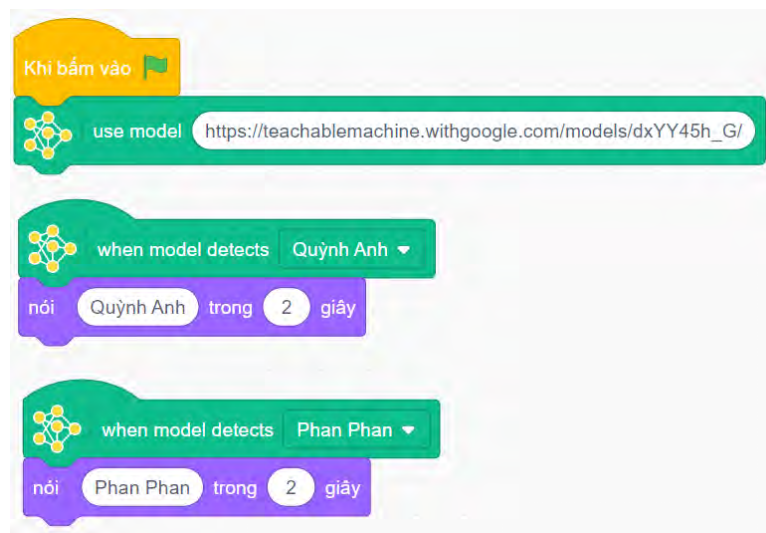 Khi bấm vào
use model https://teachablemachine.withgoogle.com/models/dxYY45h_G/
when model detects Quỳnh Anh
nói Quỳnh Anh trong 2 giây
when model detects Phan Phan
nói Phan Phan trong 2 giây